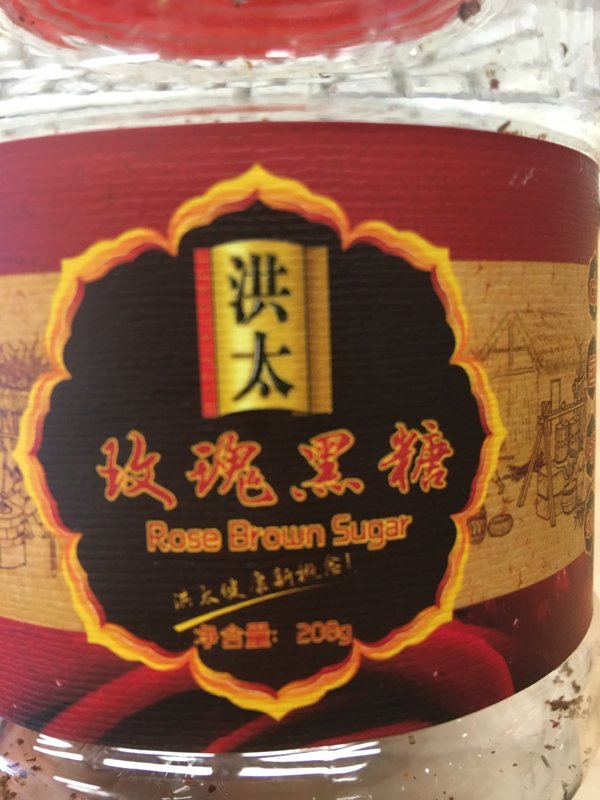 洪太
玫瑰黑糖
Rose Brown Sugar
洪太健康新概念!
净含量: 208g